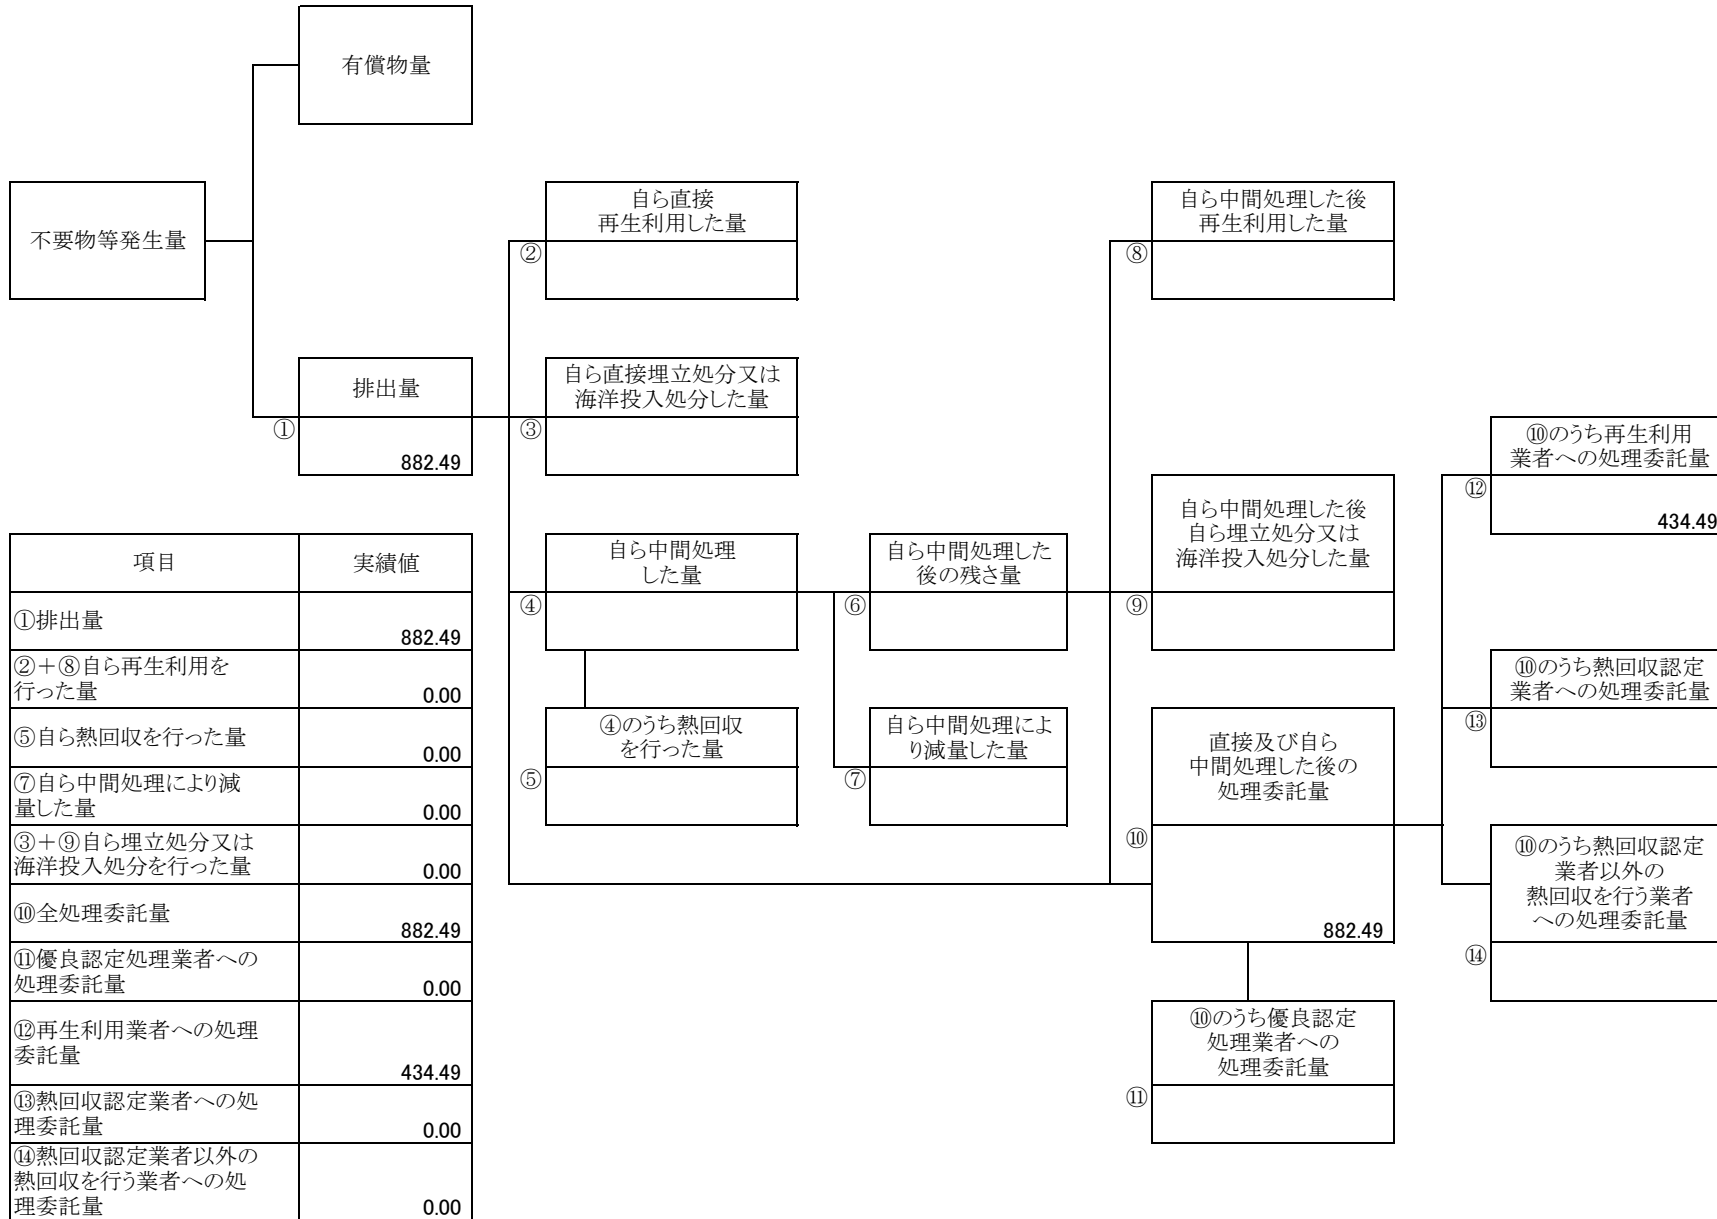 有償物量
不要物等発生量
自ら直接
再生利用した量
②
自ら中間処理した後
再生利用した量
⑧
排出量
①
882.49
自ら直接埋立処分又は
海洋投入処分した量
③
⑩のうち再生利用
業者への処理委託量
⑫
434.49
自ら中間処理
した量
④
自ら中間処理した
後の残さ量
⑥
自ら中間処理した後
自ら埋立処分又は
海洋投入処分した量
⑨
④のうち熱回収
を行った量
⑤
自ら中間処理によ
り減量した量
⑦
直接及び自ら
中間処理した後の
処理委託量
⑩
882.49
⑩のうち熱回収認定
業者への処理委託量
⑬
⑩のうち熱回収認定
業者以外の
熱回収を行う業者
への処理委託量
⑭
⑩のうち優良認定
処理業者への
処理委託量
⑪
項目 実績値
①排出量
882.49
②+⑧自ら再生利用を
行った量 0.00
⑤自ら熱回収を行った量
0.00
⑦自ら中間処理により減
量した量 0.00
③+⑨自ら埋立処分又は
海洋投入処分を行った量 0.00
⑩全処理委託量
882.49
⑪優良認定処理業者への
処理委託量 0.00
⑫再生利用業者への処理
委託量
434.49
⑬熱回収認定業者への処
理委託量 0.00
⑭熱回収認定業者以外の
熱回収を行う業者への処
理委託量 0.00